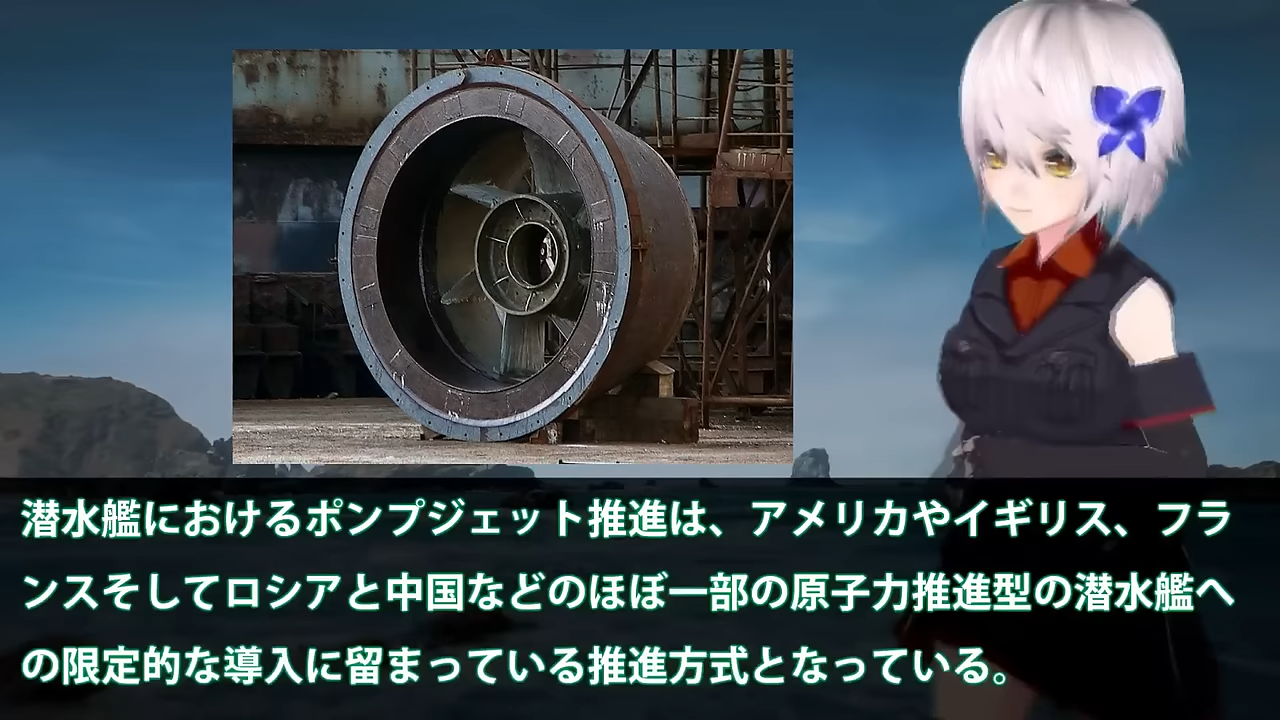 潜水艦におけるポンプジェット推進は、アメリカやイギリス、フラ
ンスそしてロシアと中国などのほぼ一部の原子力推進型の潜水艦へ
の限定的な導入に留まっている推進方式となっている。